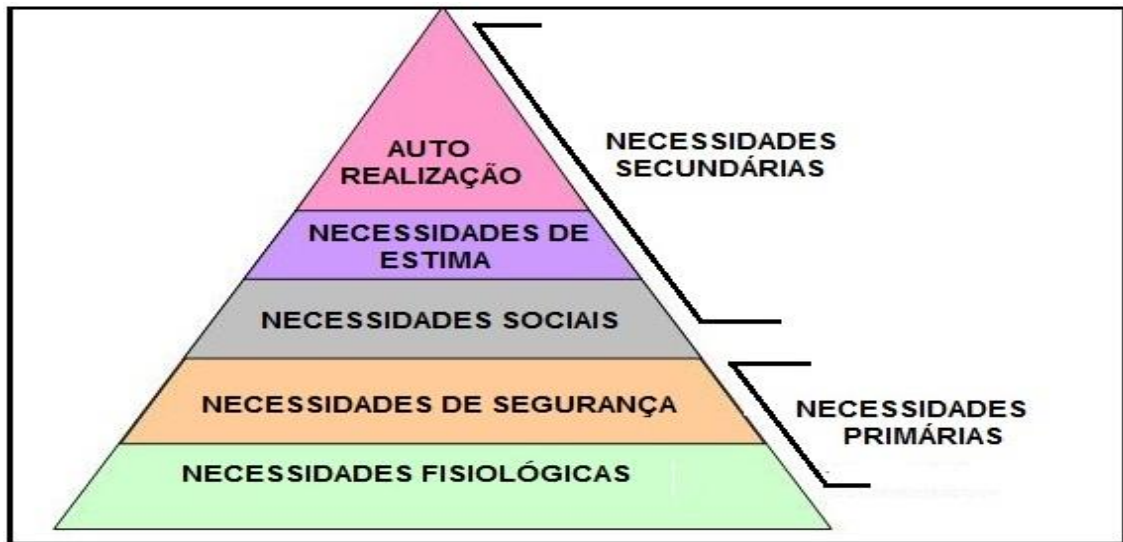 AUTO
REALIZAÇÃO
NECESSIDADES DE
ESTIMA
NECESSIDADES SOCIAIS
NECESSIDADES DE SEGURANÇA
NECESSIDADES FISIOLÓGICAS
NECESSIDADES
SECUNDÁRIAS
NECESSIDADES
PRIMÁRIAS